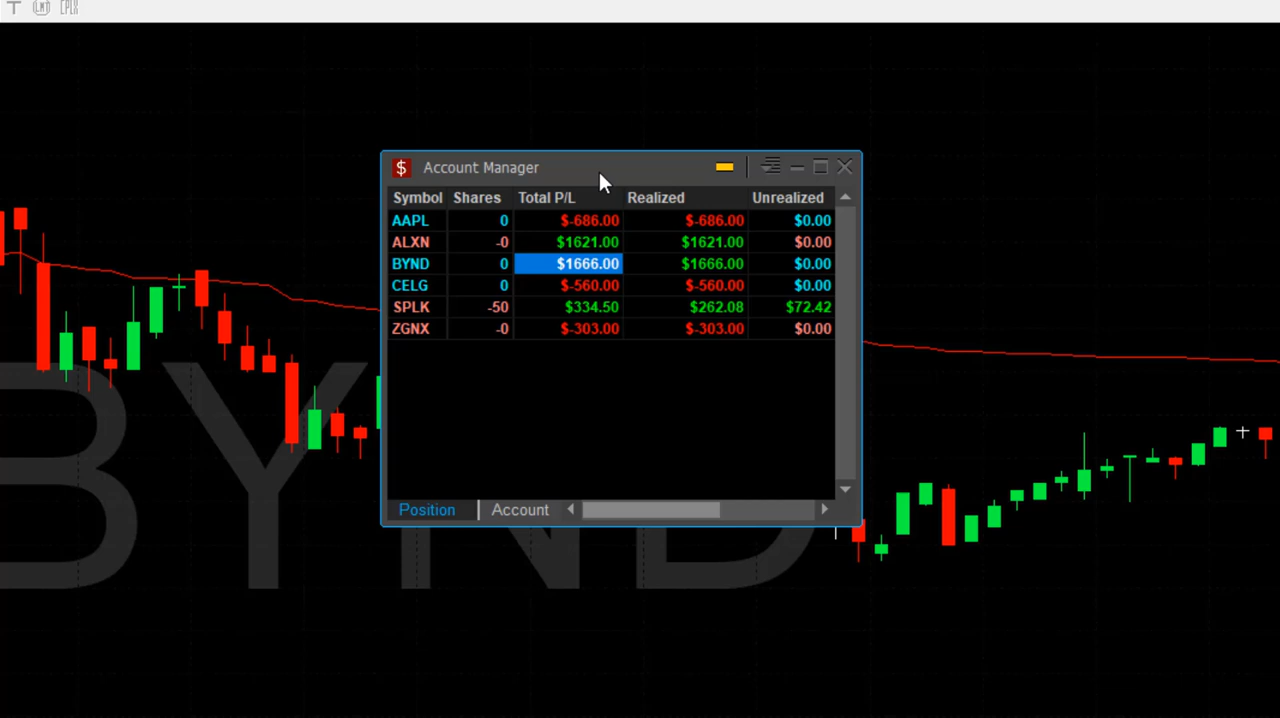 T LMT CPLX
Account Manager
Symbol Shares Total P/L Realized Unrealized
AAPL 0 $-686.00 $-686.00 $0.00
ALXN -0 $1621.00 $1621.00 $0.00
BYND 0 $1666.00 $1666.00 $0.00
CELG 0 $-560.00 $-560.00 $0.00
SPLK -50 $334.50 $262.08 $72.42
ZGNX -0 $-303.00 $-303.00 $0.00
Position Account
BYND